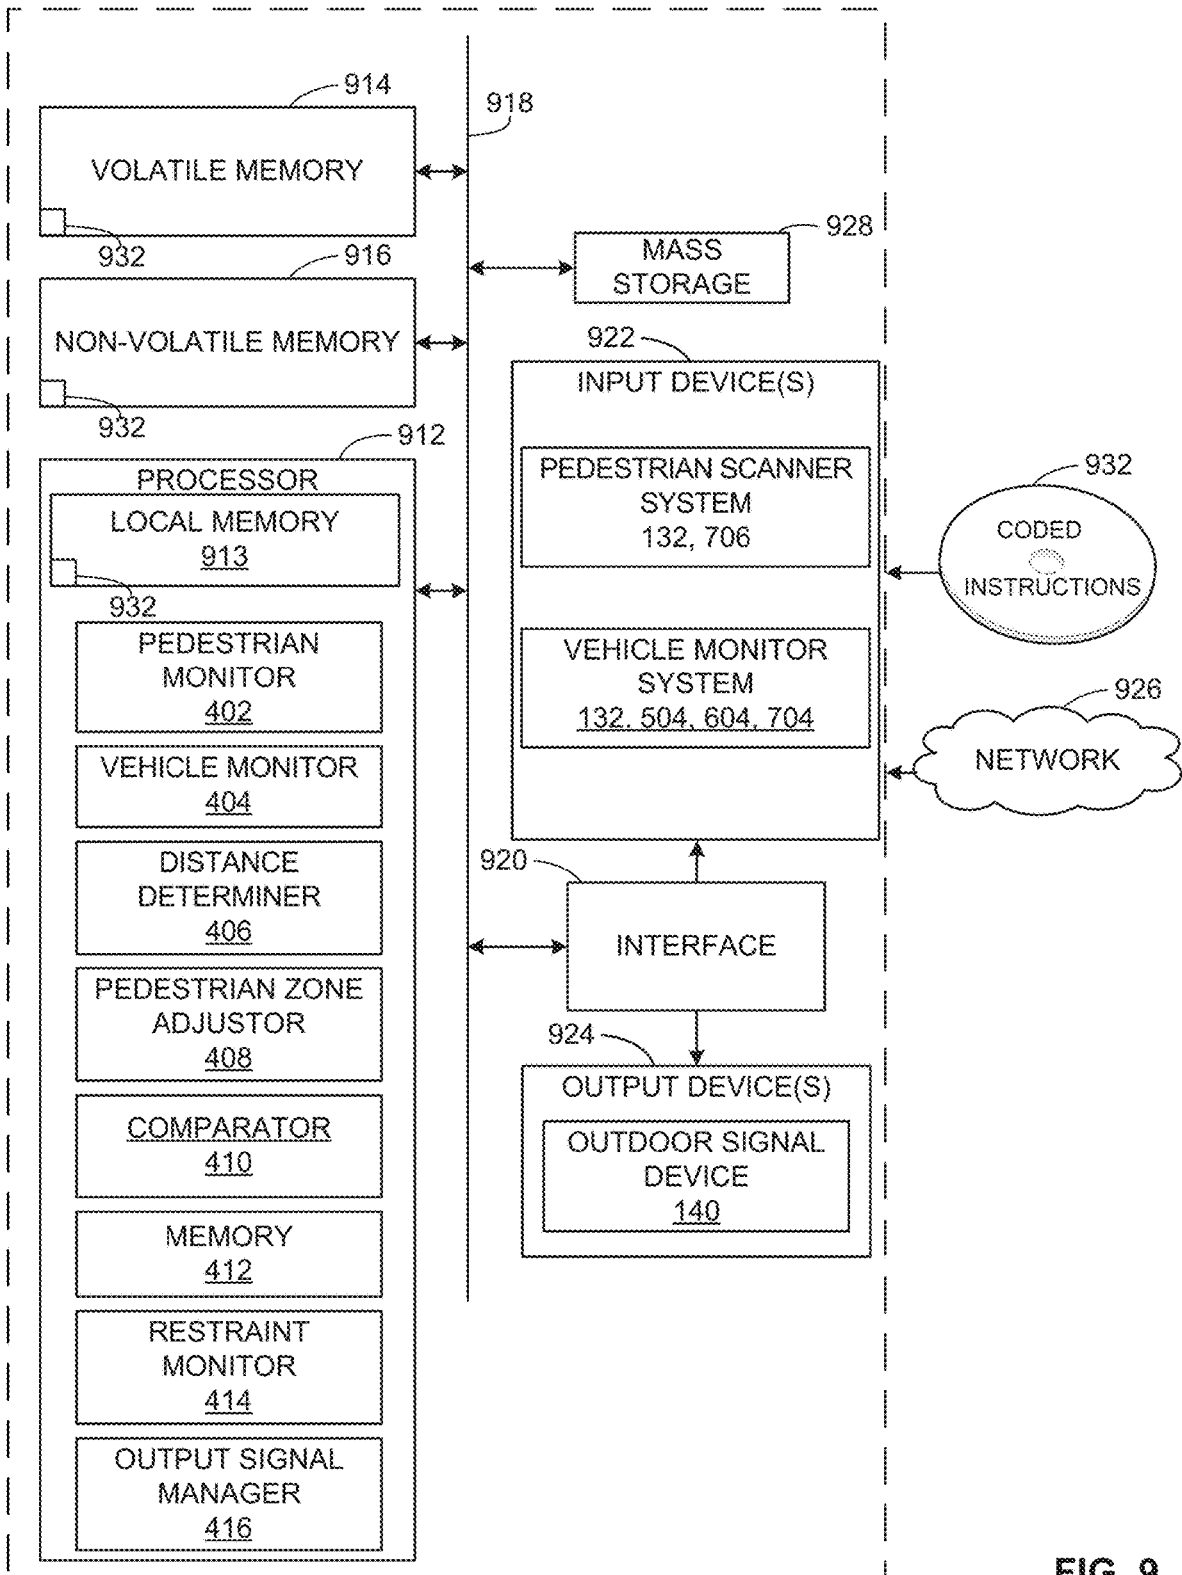 914
VOLATILE MEMORY
932
916
NON-VOLATILE MEMORY
932
912
PROCESSOR
LOCAL MEMORY
913
932
PEDESTRIAN
MONITOR
402
VEHICLE MONITOR
404
DISTANCE
DETERMINER
406
PEDESTRIAN ZONE
ADJUSTOR
408
COMPARATOR
410
MEMORY
412
RESTRAINT
MONITOR
414
OUTPUT SIGNAL
MANAGER
416
918
928
MASS
STORAGE
922
INPUT DEVICE(S)
PEDESTRIAN SCANNER
SYSTEM
132, 706
VEHICLE MONITOR
SYSTEM
132. 504, 604, 704
920
INTERFACE
924
OUTPUT DEVICE(S)
OUTDOOR SIGNAL
DEVICE
140
932
CODED
INSTRUCTIONS
926
NETWORK
FIG. 9